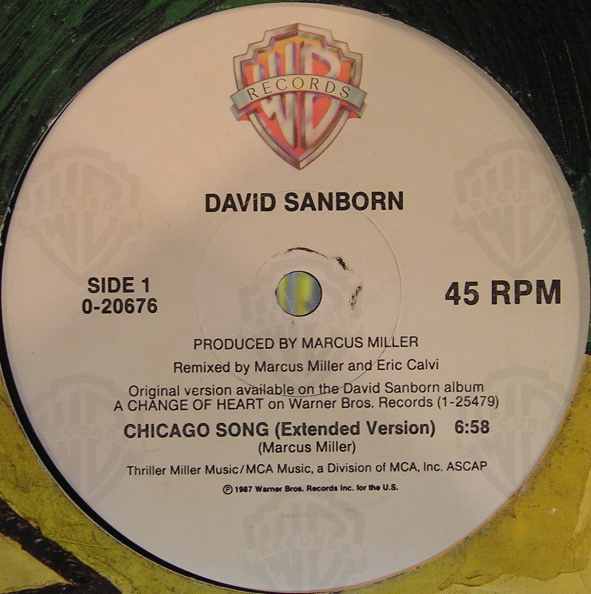 WB
RECORDS
DAVID SANBORN
SIDE 1
0-20676
45 RPM
PRODUCED BY MARCUS MILLER
Remixed by Marcus Miller and Eric Calvi
Original version available on the David Sanborn album
A CHANGE OF HEART on Warner Bros. Records (1-25479)
CHICAGO SONG (Extended Version) 6:58
(Marcus Miller)
Thriller Miller Music/MCA Music, a Division of MCA, Inc. ASCAP
Ⓟ 1987 Warner Bros. Records Inc. for the U.S.